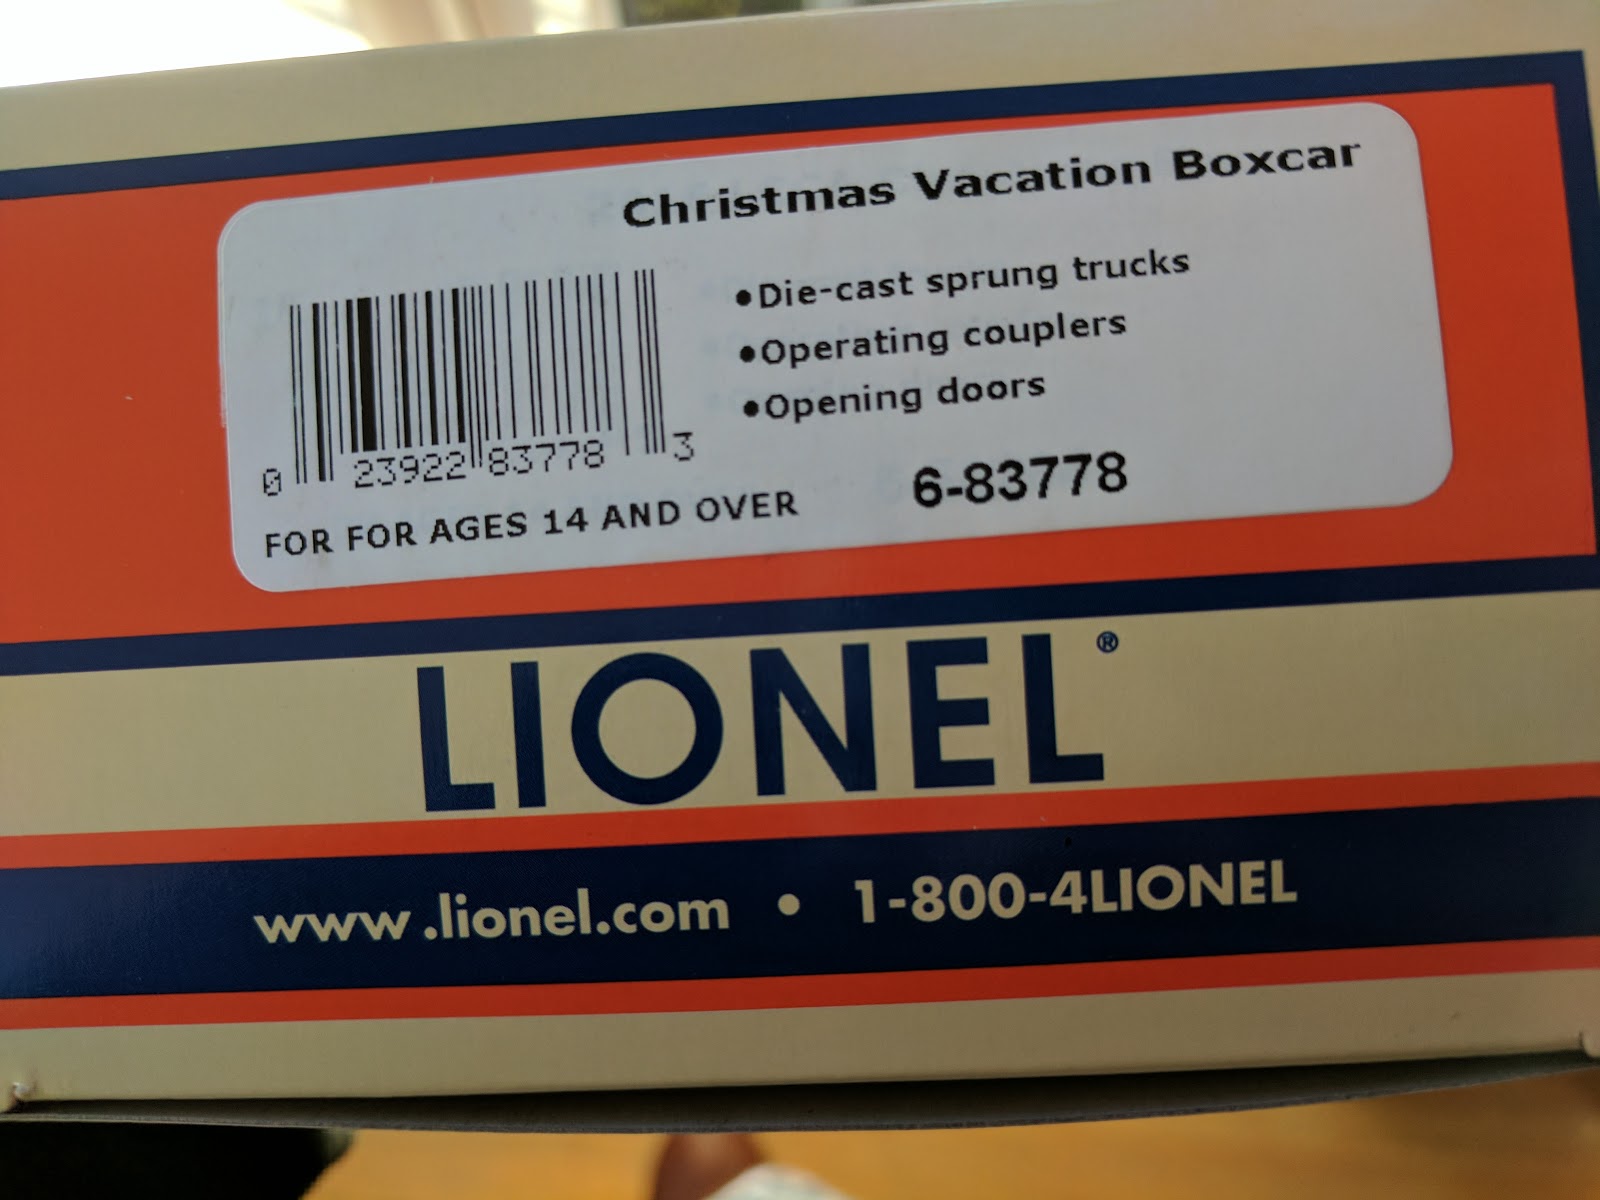 Christmas Vacation Boxcar
•Die-cast sprung trucks
•Operating couplers
•Opening doors
0 23922 83778 3
FOR FOR AGES 14 AND OVER
6-83778
LIONEL®
www.lionel.com • 1-800-4LIONEL